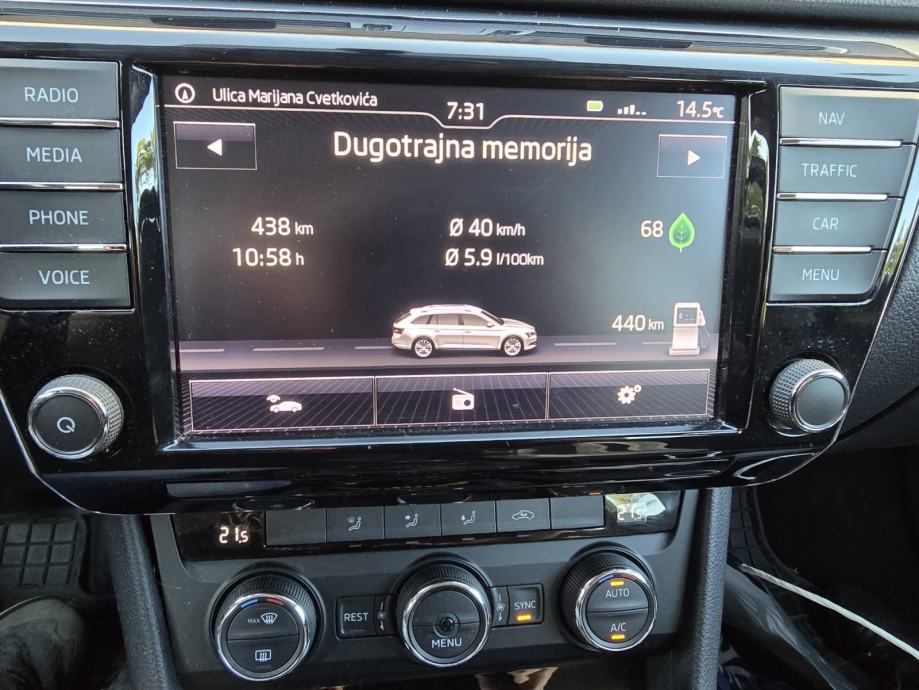 RADIO
MEDIA
PHONE
VOICE
Ulica Marijana Cvetkovića
7:31
14.5°C
Dugotrajna memorija
438 km
Ø 40 km/h
68
10:58 h
Ø 5.9 l/100km
440 km
NAV
TRAFFIC
CAR
MENU
21.5
21.5
MAX
REST
MENU
SYNC
AUTO
A/C